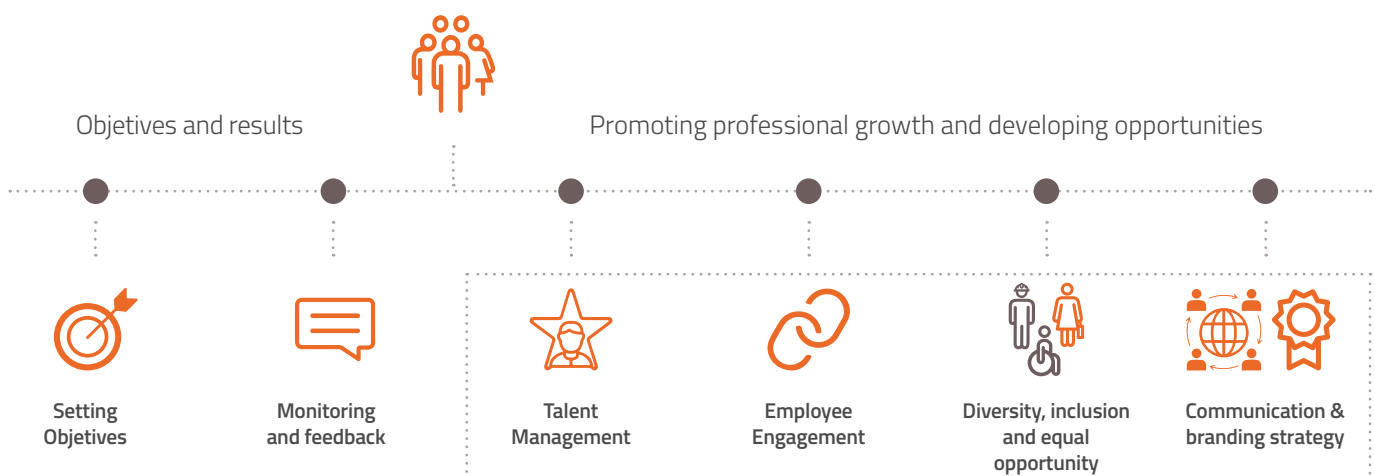 Objetives and results
Promoting professional growth and developing opportunities
Setting
Objetives
Monitoring
and feedback
Talent
Management
Employee
Engagement
Diversity, inclusion
and equal
opportunity
Communication &
branding strategy